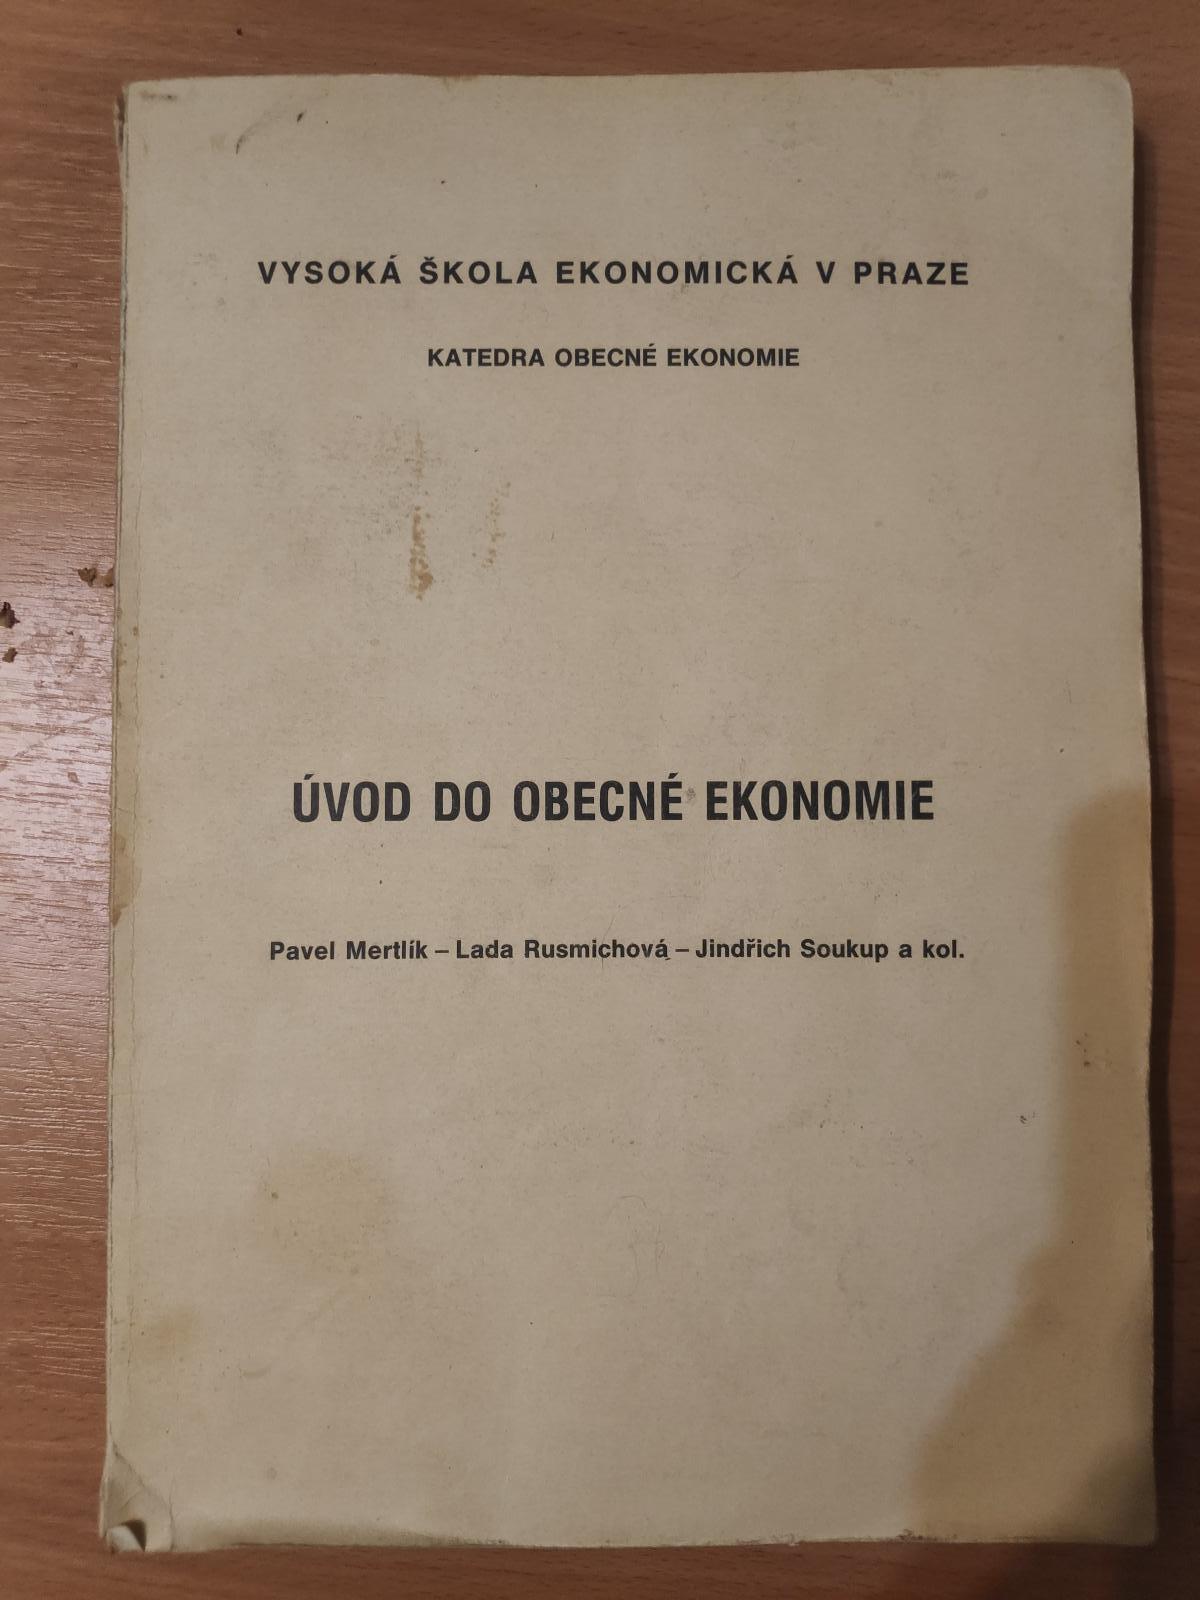 VYSOKÁ ŠKOLA EKONOMICKÁ V PRAZE
KATEDRA OBECNÉ EKONOMIE
ÚVOD DO OBECNÉ EKONOMIE
Pavel Mertlík – Lada Rusmichová – Jindřich Soukup a kol.